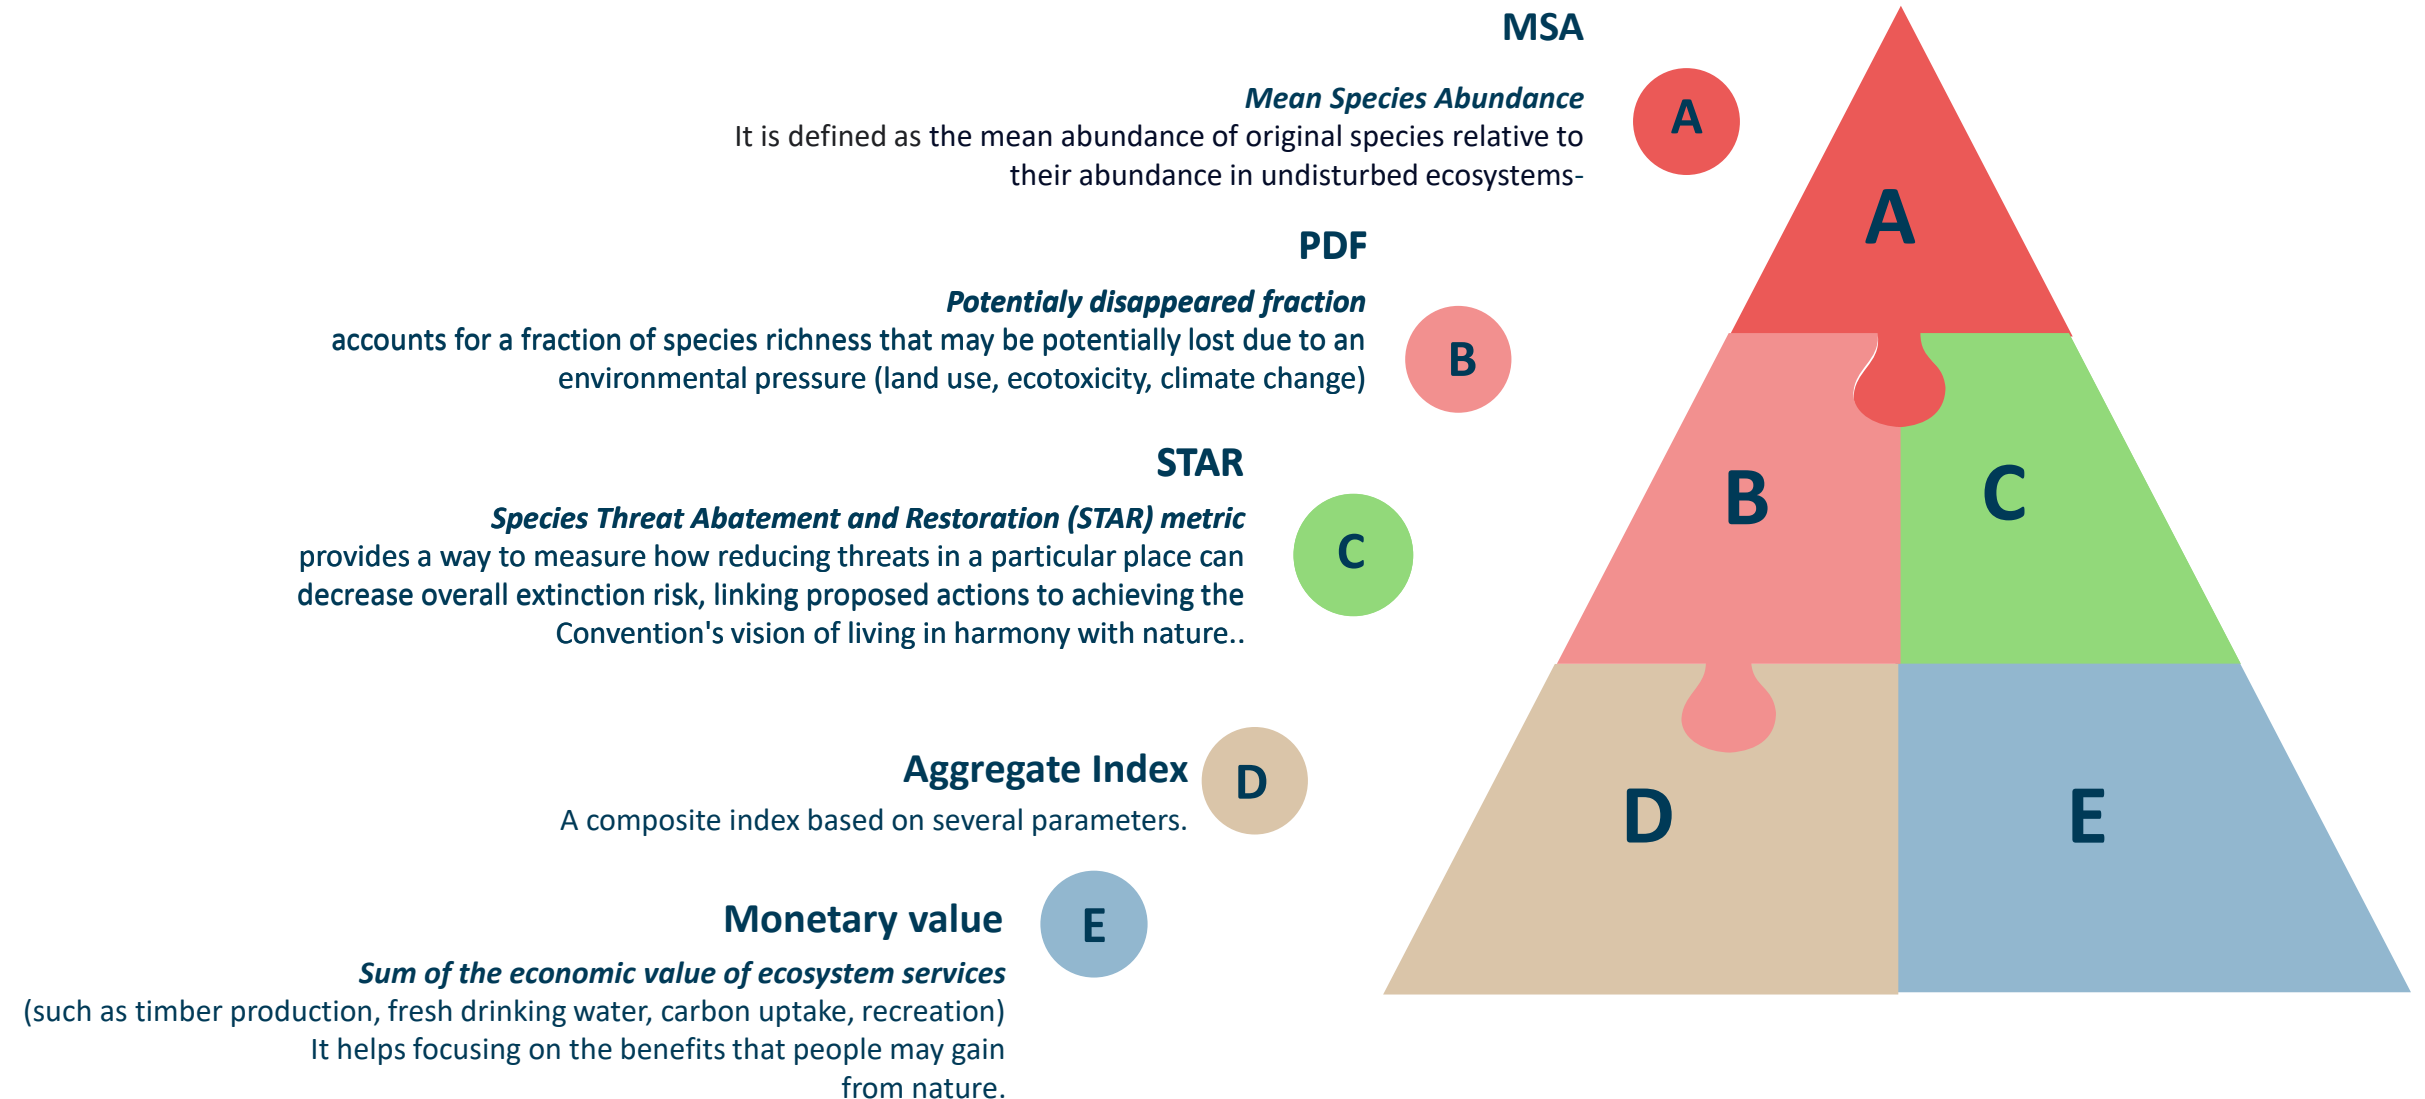 MSA
Mean Species Abundance
It is defined as the mean abundance of original species relative to
their abundance in undisturbed ecosystems-
A
A
PDF
Potentialy disappeared fraction
accounts for a fraction of species richness that may be potentially lost due to an
environmental pressure (land use, ecotoxicity, climate change)
B
B
C
STAR
Species Threat Abatement and Restoration (STAR) metric
provides a way to measure how reducing threats in a particular place can
decrease overall extinction risk, linking proposed actions to achieving the
Convention's vision of living in harmony with nature..
C
Aggregate Index
A composite index based on several parameters.
D
D
E
Monetary value
Sum of the economic value of ecosystem services
(such as timber production, fresh drinking water, carbon uptake, recreation)
It helps focusing on the benefits that people may gain
from nature.
E